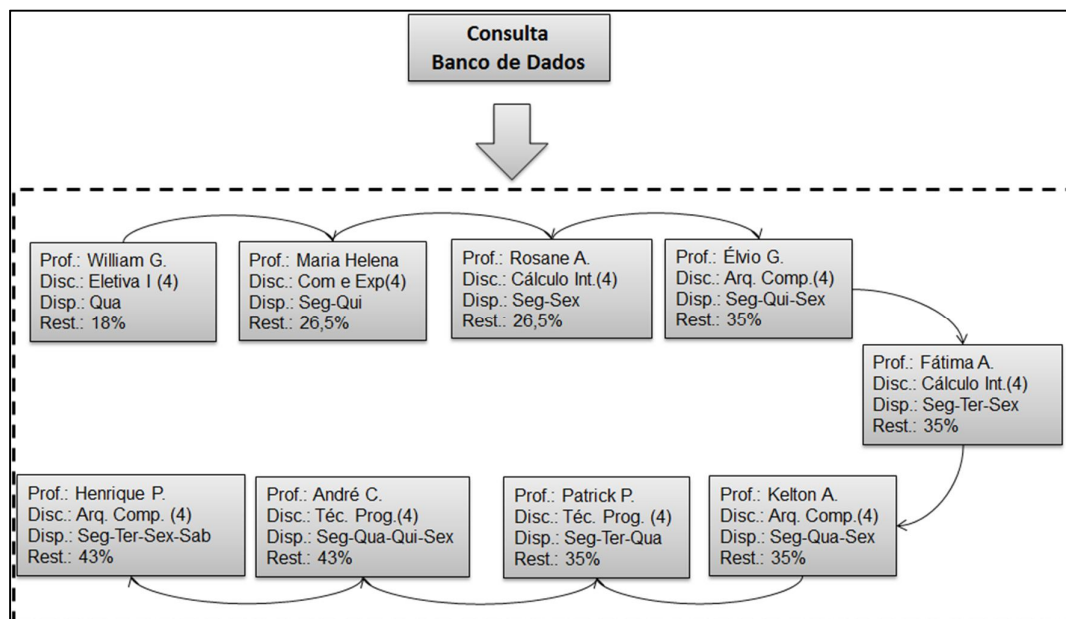 Consulta
Banco de Dados
Prof.: William G.
Disc.: Eletiva I (4)
Disp.: Qua
Rest.: 18%
Prof.: Maria Helena
Disc.: Com e Exp(4)
Disp.: Seg-Qui
Rest.: 26,5%
Prof.: Rosane A.
Disc.: Cálculo Int.(4)
Disp.: Seg-Sex
Rest.: 26,5%
Prof.: Élvio G.
Disc.: Arq. Comp.(4)
Disp.: Seg-Qui-Sex
Rest.: 35%
Prof.: Fátima A.
Disc.: Cálculo Int.(4)
Disp.: Seg-Ter-Sex
Rest.: 35%
Prof.: Kelton A.
Disc.: Arq. Comp.(4)
Disp.: Seg-Qua-Sex
Rest.: 35%
Prof.: Patrick P.
Disc.: Téc. Prog. (4)
Disp.: Seg-Ter-Qua
Rest.: 35%
Prof.: André C.
Disc.: Téc. Prog.(4)
Disp.: Seg-Qua-Qui-Sex
Rest.: 43%
Prof.: Henrique P.
Disc.: Arq. Comp. (4)
Disp.: Seg-Ter-Sex-Sab
Rest.: 43%